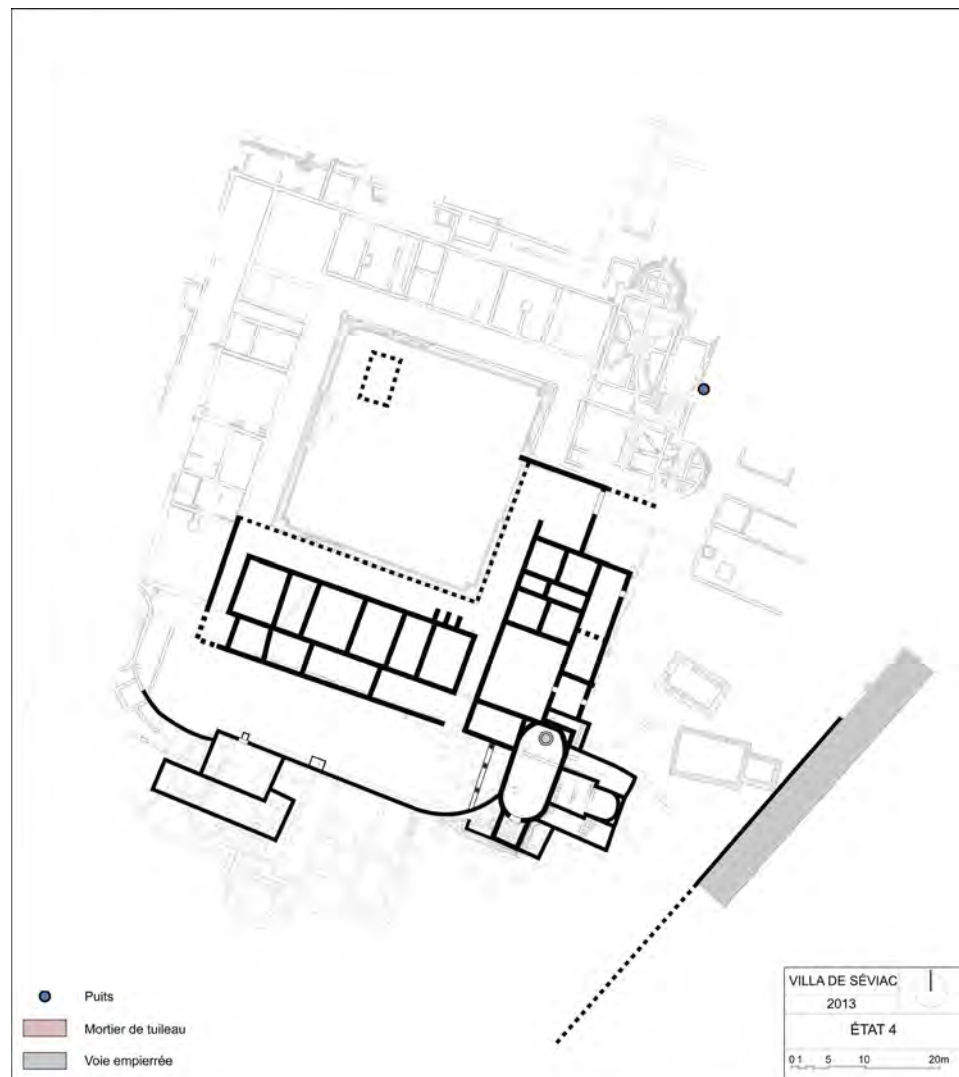 Puits
Mortier de tuileau
Voie empierrée
VILLA DE SÉVIAC
2013
ÉTAT 4
0 1 5 10 20m